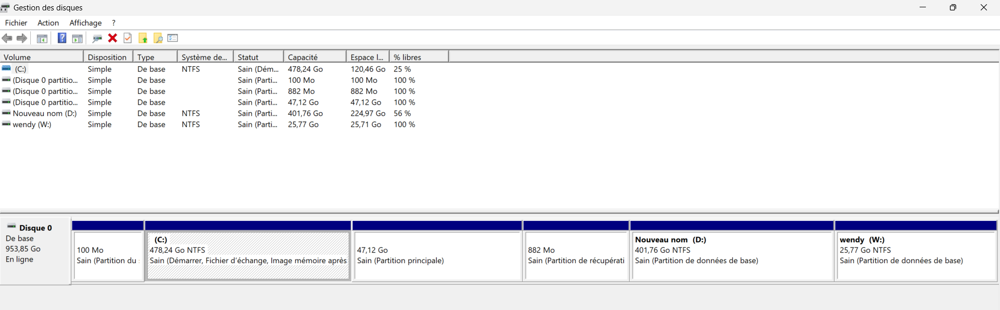 Gestion des disques
Fichier Action Affichage ?
Volume Disposition Type Système de... Statut Capacité Espace l... % libres
(C:) Simple De base NTFS Sain (Dém... 478,24 Go 120,46 Go 25 %
(Disque 0 partitio... Simple De base Sain (Parti... 100 Mo 100 Mo 100 %
(Disque 0 partitio... Simple De base Sain (Parti... 882 Mo 882 Mo 100 %
(Disque 0 partitio... Simple De base Sain (Parti... 47,12 Go 47,12 Go 100 %
Nouveau nom (D:) Simple De base NTFS Sain (Parti... 401,76 Go 224,97 Go 56 %
wendy (W:) Simple De base NTFS Sain (Parti... 25,77 Go 25,71 Go 100 %
Disque 0
De base
953,85 Go
En ligne
100 Mo
Sain (Partition du
(C:)
478,24 Go NTFS
Sain (Démarrer, Fichier d'échange, Image mémoire après
47,12 Go
Sain (Partition principale)
882 Mo
Sain (Partition de récupérati
Nouveau nom (D:)
401,76 Go NTFS
Sain (Partition de données de base)
wendy (W:)
25,77 Go NTFS
Sain (Partition de données de base)